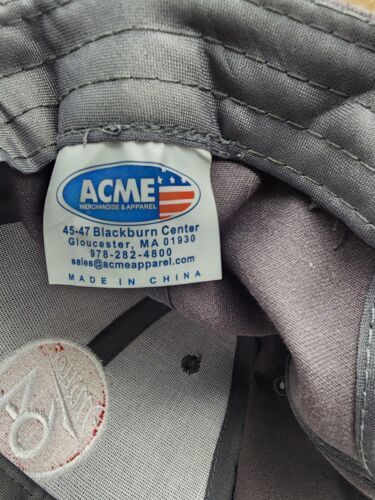 ACME
MERCHANDISE & APPAREL
45-47 Blackburn Center
Gloucester, MA 01930
978-282-4800
sales@acmeapparel.com
MADE IN CHINA